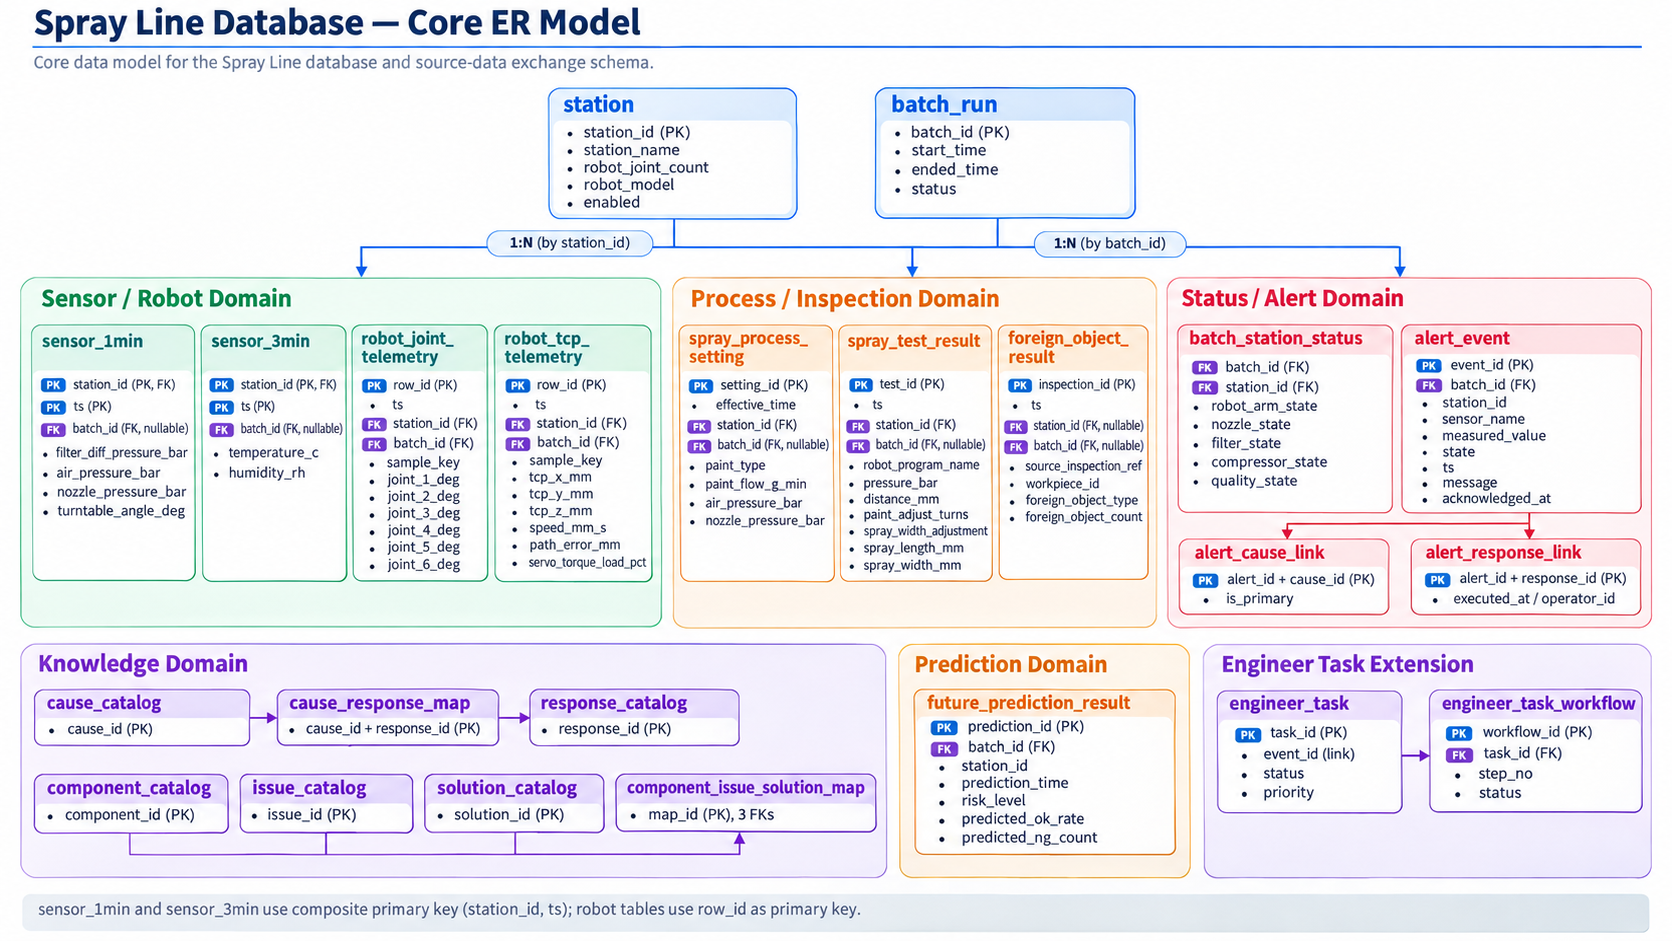 Spray Line Database — Core ER Model
Core data model for the Spray Line database and source-data exchange schema.
station
• station_id (PK)
• station_name
• robot_joint_count
• robot_model
• enabled
batch_run
• batch_id (PK)
• start_time
• ended_time
• status
1:N (by station_id)
1:N (by batch_id)
Sensor / Robot Domain
sensor_1min
PK station_id (PK, FK)
PK ts (PK)
FK batch_id (FK, nullable)
• filter_diff_pressure_bar
• air_pressure_bar
• nozzle_pressure_bar
• turntable_angle_deg
sensor_3min
PK station_id (PK, FK)
PK ts (PK)
FK batch_id (FK, nullable)
• temperature_c
• humidity_rh
robot_joint_
telemetry
PK row_id (PK)
• ts
FK station_id (FK)
FK batch_id (FK)
• sample_key
• joint_1_deg
• joint_2_deg
• joint_3_deg
• joint_4_deg
• joint_5_deg
• joint_6_deg
robot_tcp_
telemetry
PK row_id (PK)
• ts
FK station_id (FK)
FK batch_id (FK)
• sample_key
• tcp_x_mm
• tcp_y_mm
• tcp_z_mm
• speed_mm_s
• path_error_mm
• servo_torque_load_pct
Process / Inspection Domain
spray_process_
setting
PK setting_id (PK)
• effective_time
FK station_id (FK)
FK batch_id (FK, nullable)
• paint_type
• paint_flow_g_min
• air_pressure_bar
• nozzle_pressure_bar
spray_test_result
PK test_id (PK)
• ts
FK station_id (FK)
FK batch_id (FK, nullable)
• robot_program_name
• pressure_bar
• distance_mm
• paint_adjust_turns
• spray_width_adjustment
• spray_length_mm
• spray_width_mm
foreign_object_
result
PK inspection_id (PK)
• ts
FK station_id (FK, nullable)
FK batch_id (FK, nullable)
• source_inspection_ref
• workpiece_id
• foreign_object_type
• foreign_object_count
Status / Alert Domain
batch_station_status
FK batch_id (FK)
FK station_id (FK)
• robot_arm_state
• nozzle_state
• filter_state
• compressor_state
• quality_state
alert_event
PK event_id (PK)
FK batch_id (FK)
• station_id
• sensor_name
• measured_value
• state
• ts
• message
• acknowledged_at
alert_cause_link
PK alert_id + cause_id (PK)
• is_primary
alert_response_link
PK alert_id + response_id (PK)
• executed_at / operator_id
Knowledge Domain
cause_catalog
• cause_id (PK)
cause_response_map
• cause_id + response_id (PK)
response_catalog
• response_id (PK)
component_catalog
• component_id (PK)
issue_catalog
• issue_id (PK)
solution_catalog
• solution_id (PK)
component_issue_solution_map
• map_id (PK), 3 FKs
Prediction Domain
future_prediction_result
PK prediction_id (PK)
FK batch_id (FK)
• station_id
• prediction_time
• risk_level
• predicted_ok_rate
• predicted_ng_count
Engineer Task Extension
engineer_task
PK task_id (PK)
• event_id (link)
• status
• priority
engineer_task_workflow
PK workflow_id (PK)
FK task_id (FK)
• step_no
• status
sensor_1min and sensor_3min use composite primary key (station_id, ts); robot tables use row_id as primary key.